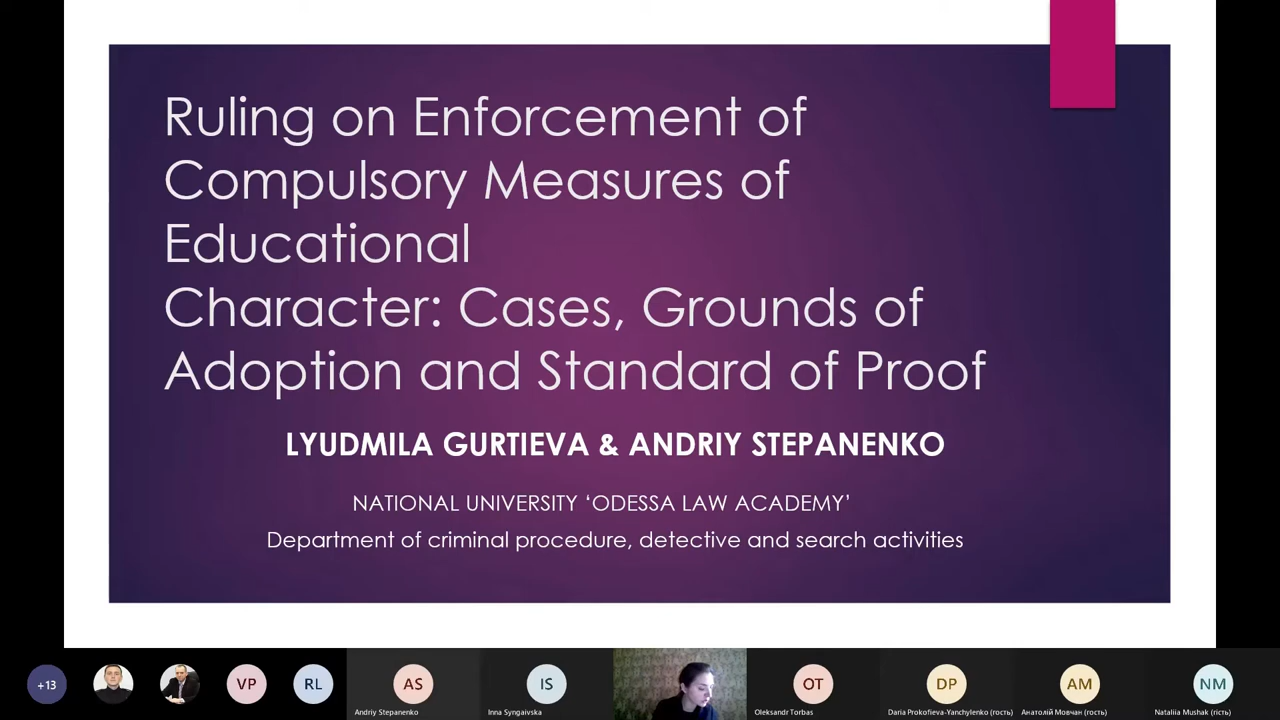 Ruling on Enforcement of
Compulsory Measures of
Educational
Character: Cases, Grounds of
Adoption and Standard of Proof
LYUDMILA GURTIEVA & ANDRIY STEPANENKO
NATIONAL UNIVERSITY ‘ODESSA LAW ACADEMY’
Department of criminal procedure, detective and search activities
+13
VP
RL
AS
IS
OT
DP
AM
NM
Andriy Stepanenko
Inna Syngaivska
Oleksandr Torbas
Daria Prokofieva-Yanchylenko (гость)
Анатолій Мовчан (гость)
Nataliia Mushak (гість)